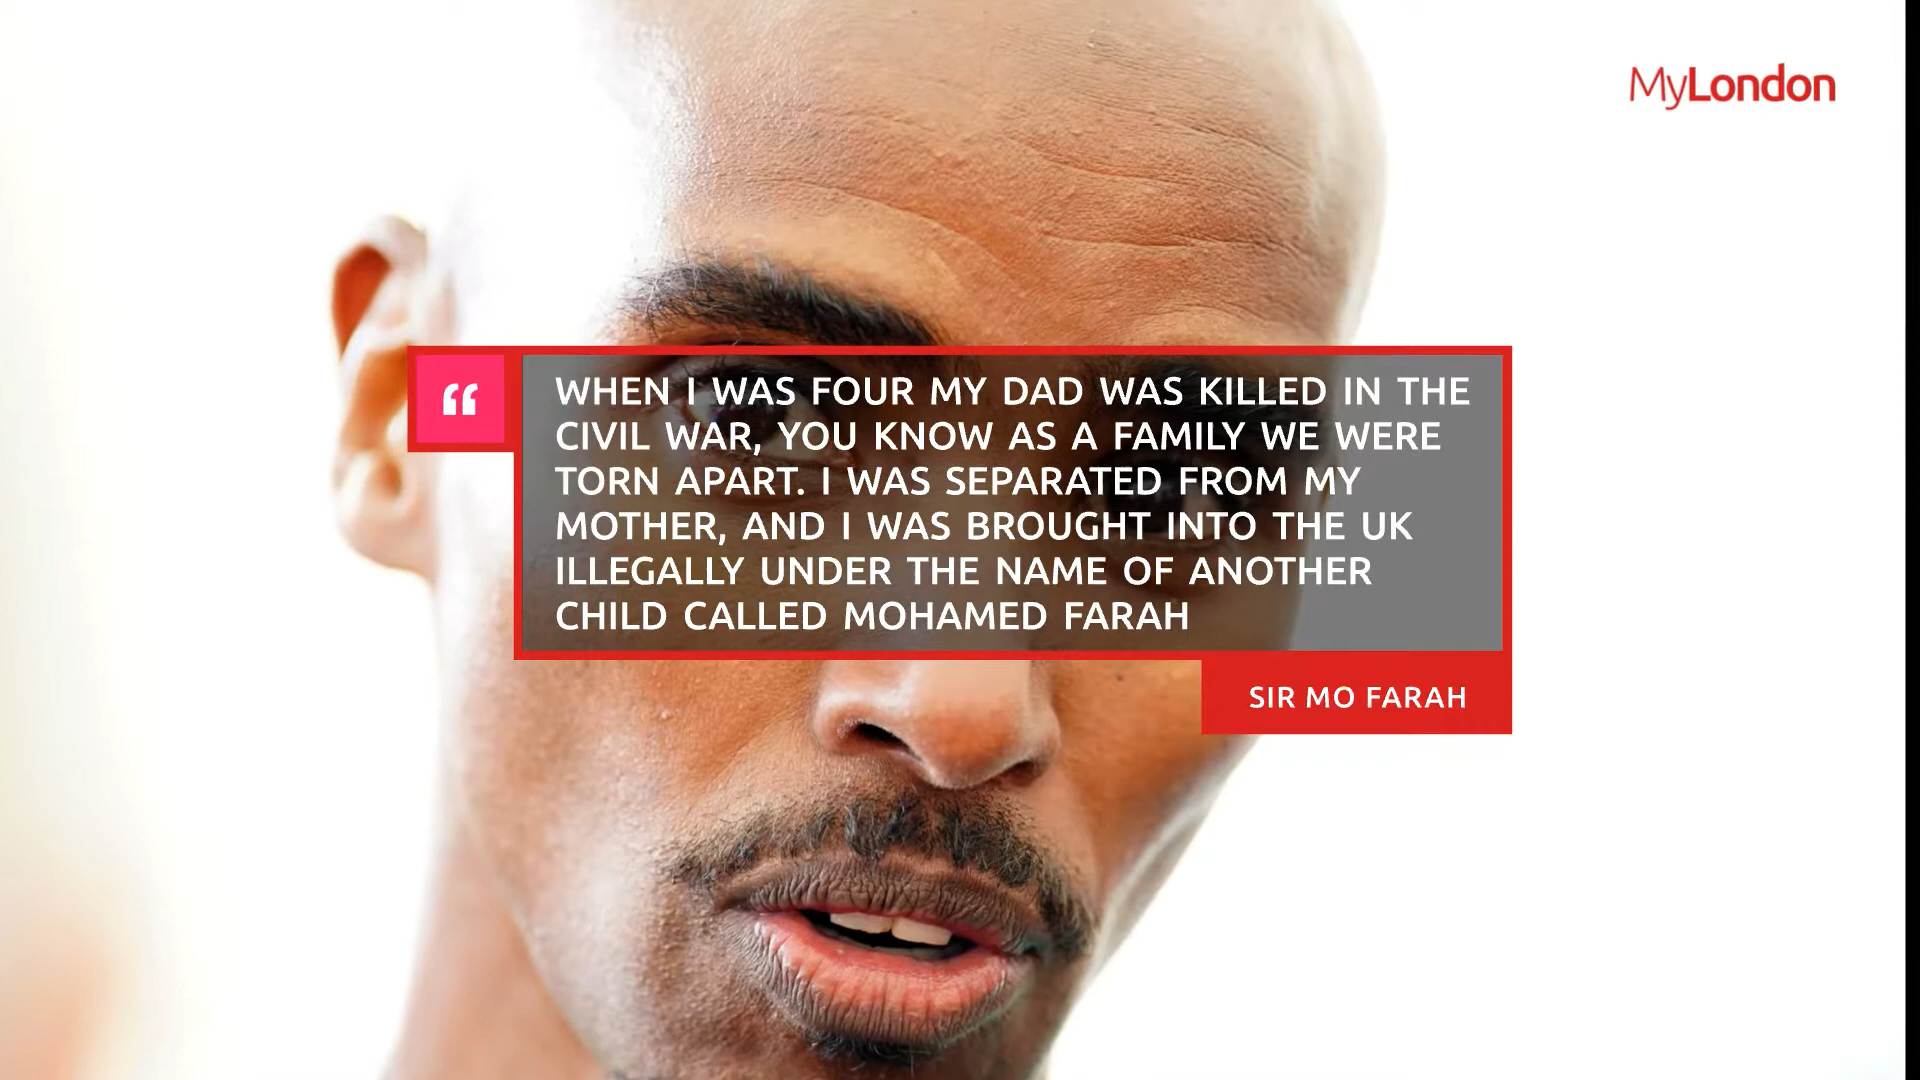 MyLondon
“
WHEN I WAS FOUR MY DAD WAS KILLED IN THE
CIVIL WAR, YOU KNOW AS A FAMILY WE WERE
TORN APART. I WAS SEPARATED FROM MY
MOTHER, AND I WAS BROUGHT INTO THE UK
ILLEGALLY UNDER THE NAME OF ANOTHER
CHILD CALLED MOHAMED FARAH
SIR MO FARAH